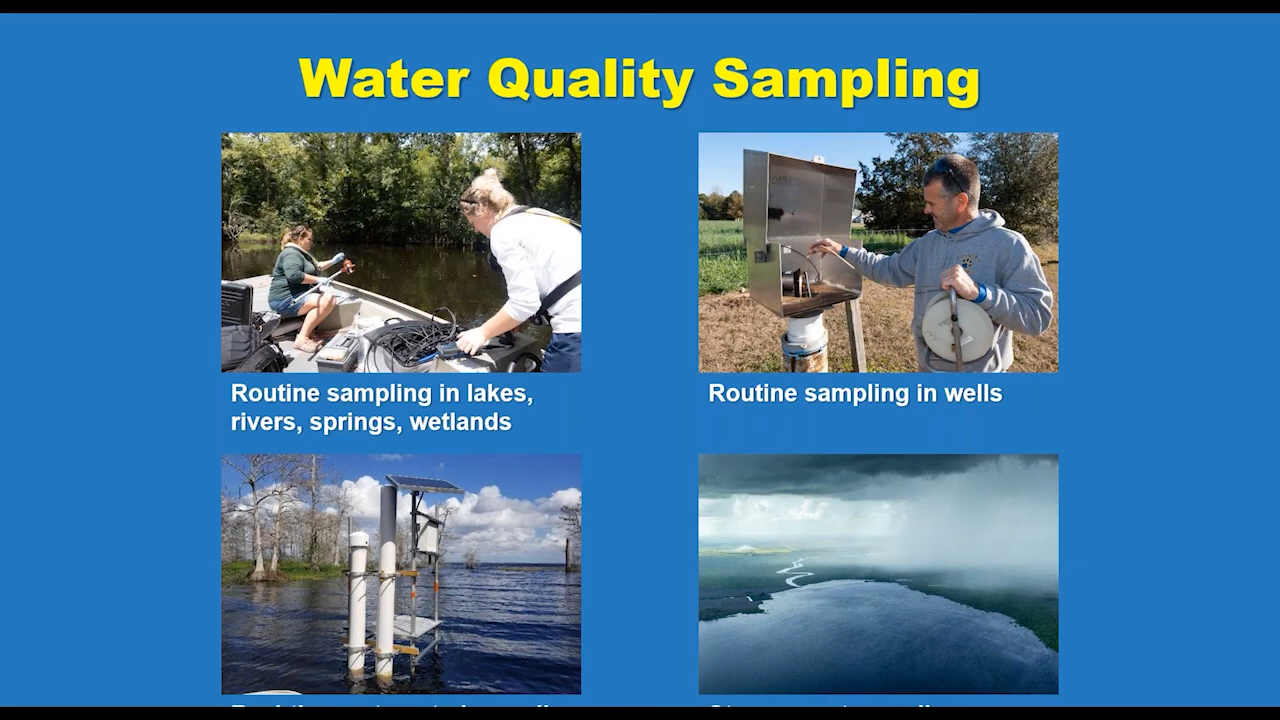 Water Quality Sampling
Routine sampling in lakes,
rivers, springs, wetlands
Routine sampling in wells